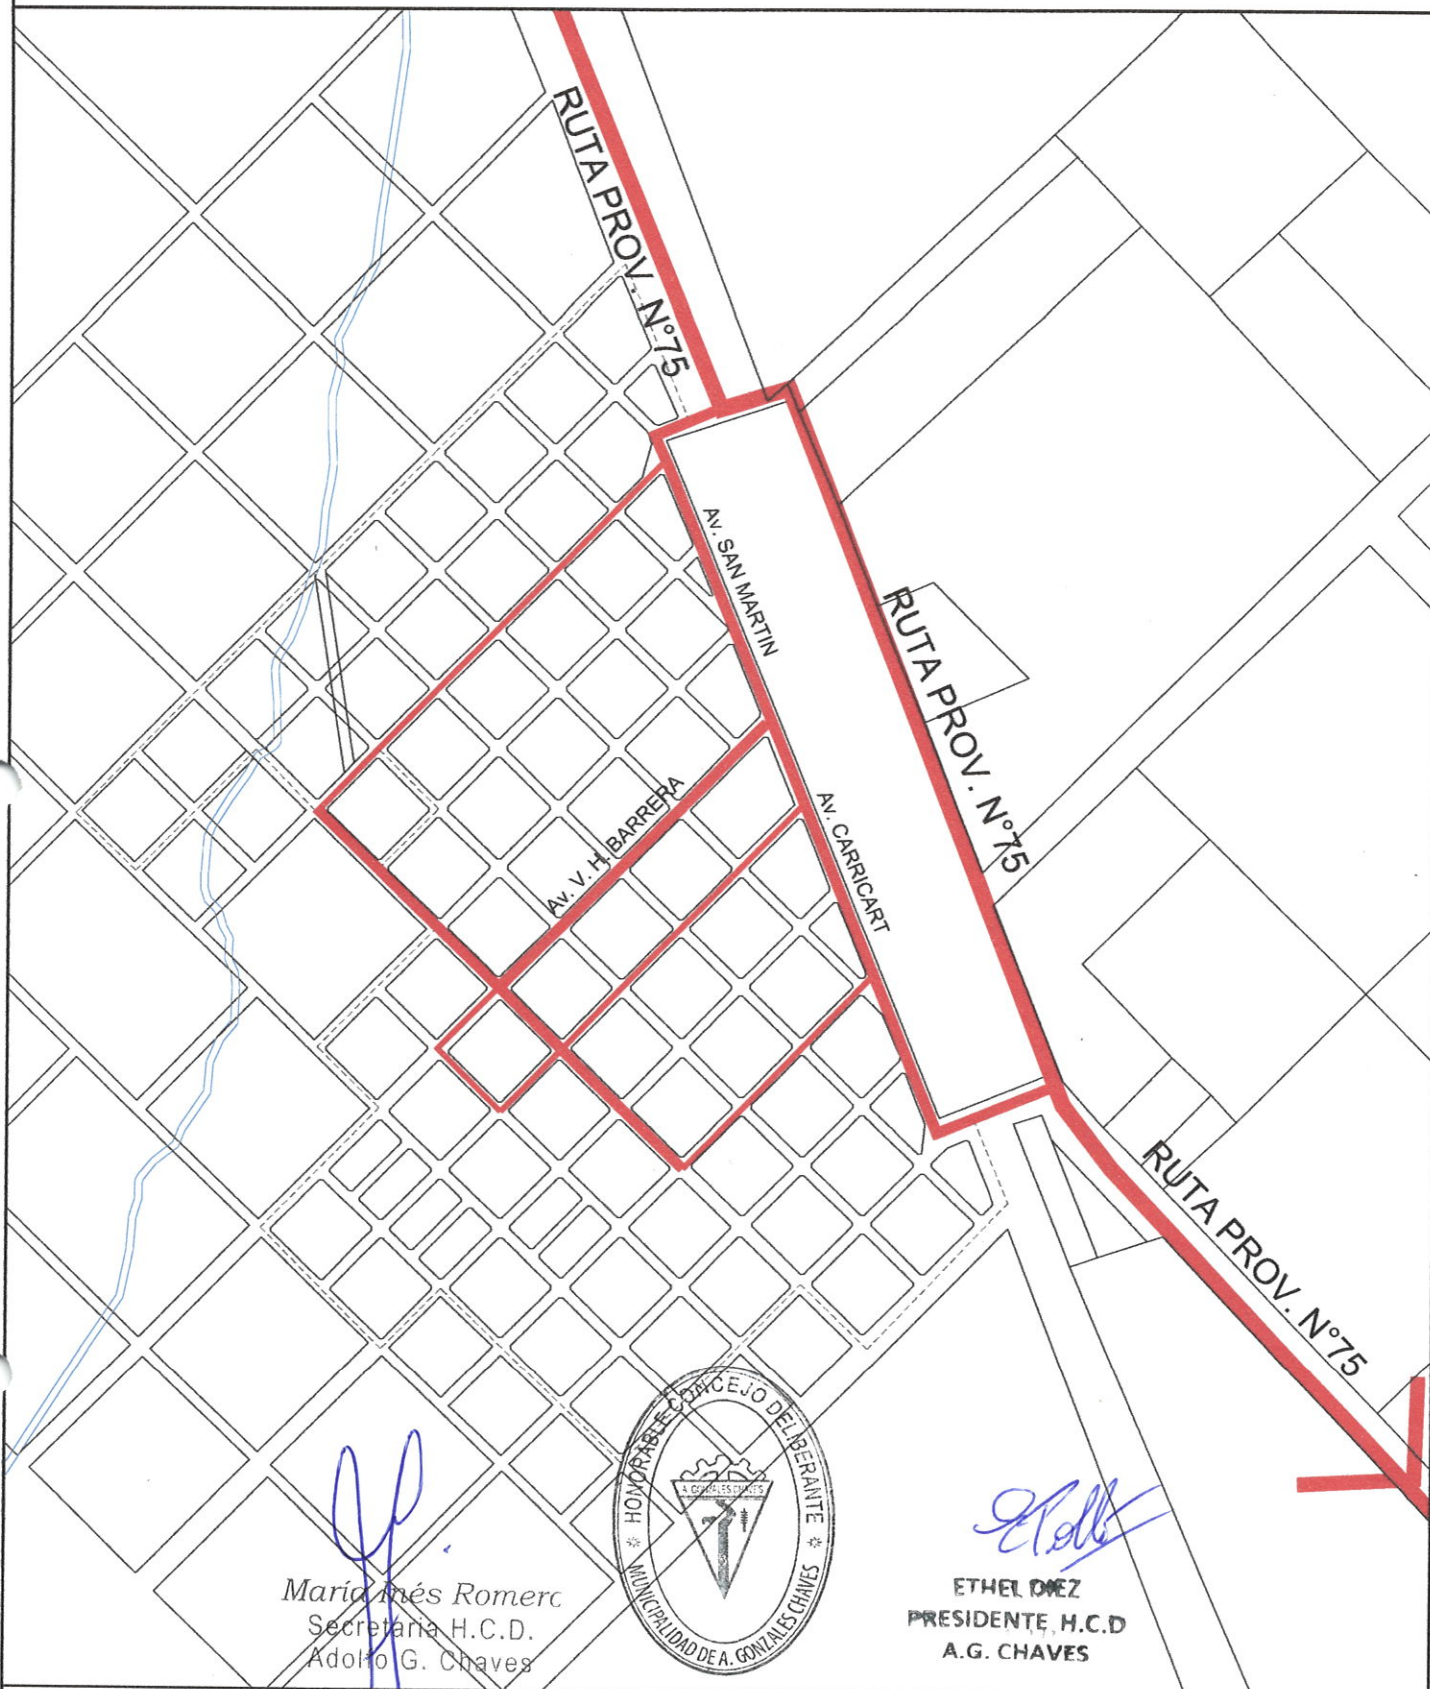 RUTA PROV. N°75
Av. SAN MARTIN
RUTA PROV. N°75
Av. V. H. BARRERA
Av. CARRICART
RUTA PROV. N°75
HONORABLE CONCEJO DELIBERANTE
A. GONZALES CHAVES
MUNICIPALIDAD DE A. GONZALES CHAVES
María Inés Romero
Secretaria H.C.D.
Adolfo G. Chaves
ETHEL DIEZ
PRESIDENTE H.C.D
A.G. CHAVES